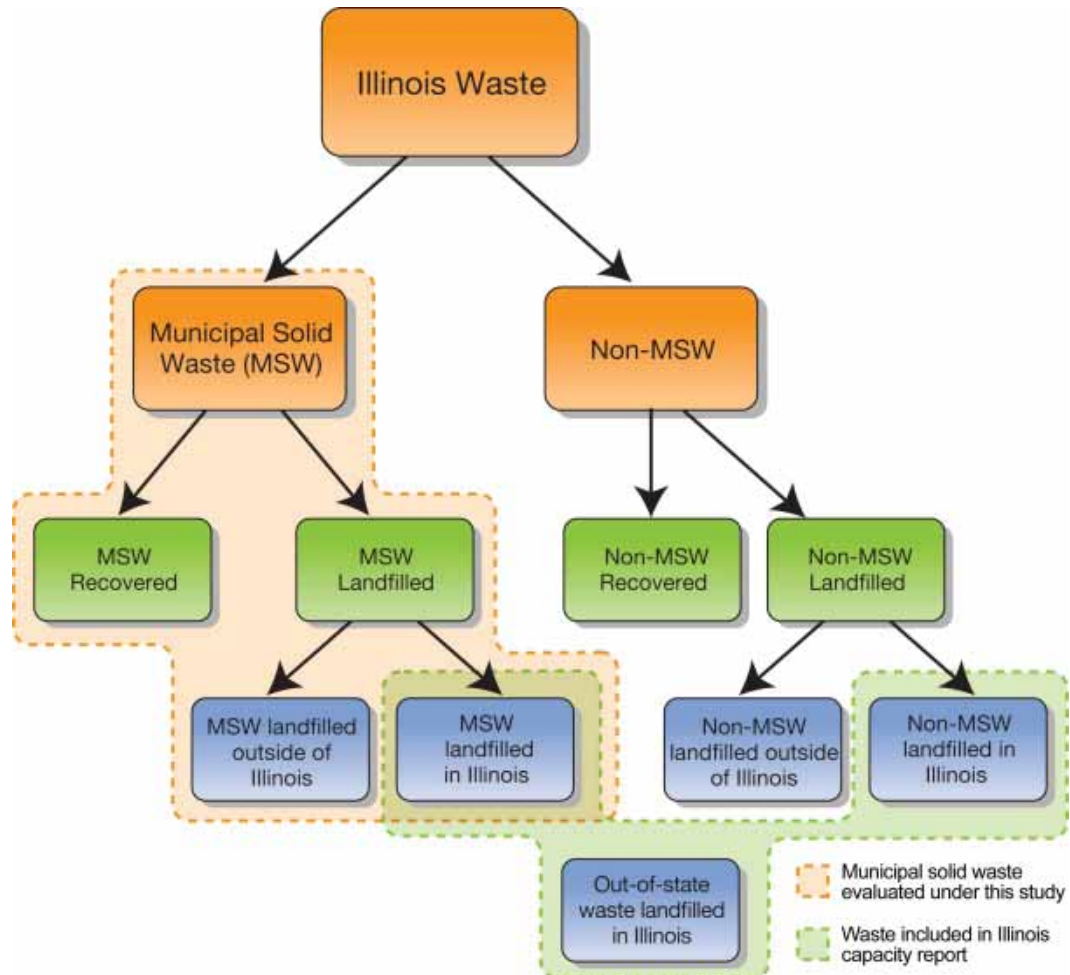 Illinois Waste
Municipal Solid
Waste (MSW)
Non-MSW
MSW
Recovered
MSW
Landfilled
Non-MSW
Recovered
Non-MSW
Landfilled
MSW landfilled
outside of
Illinois
MSW
landfilled
in Illinois
Non-MSW
landfilled outside
of Illinois
Non-MSW
landfilled in
Illinois
Out-of-state
waste landfilled
in Illinois
Municipal solid waste
evaluated under this study
Waste included in Illinois
capacity report